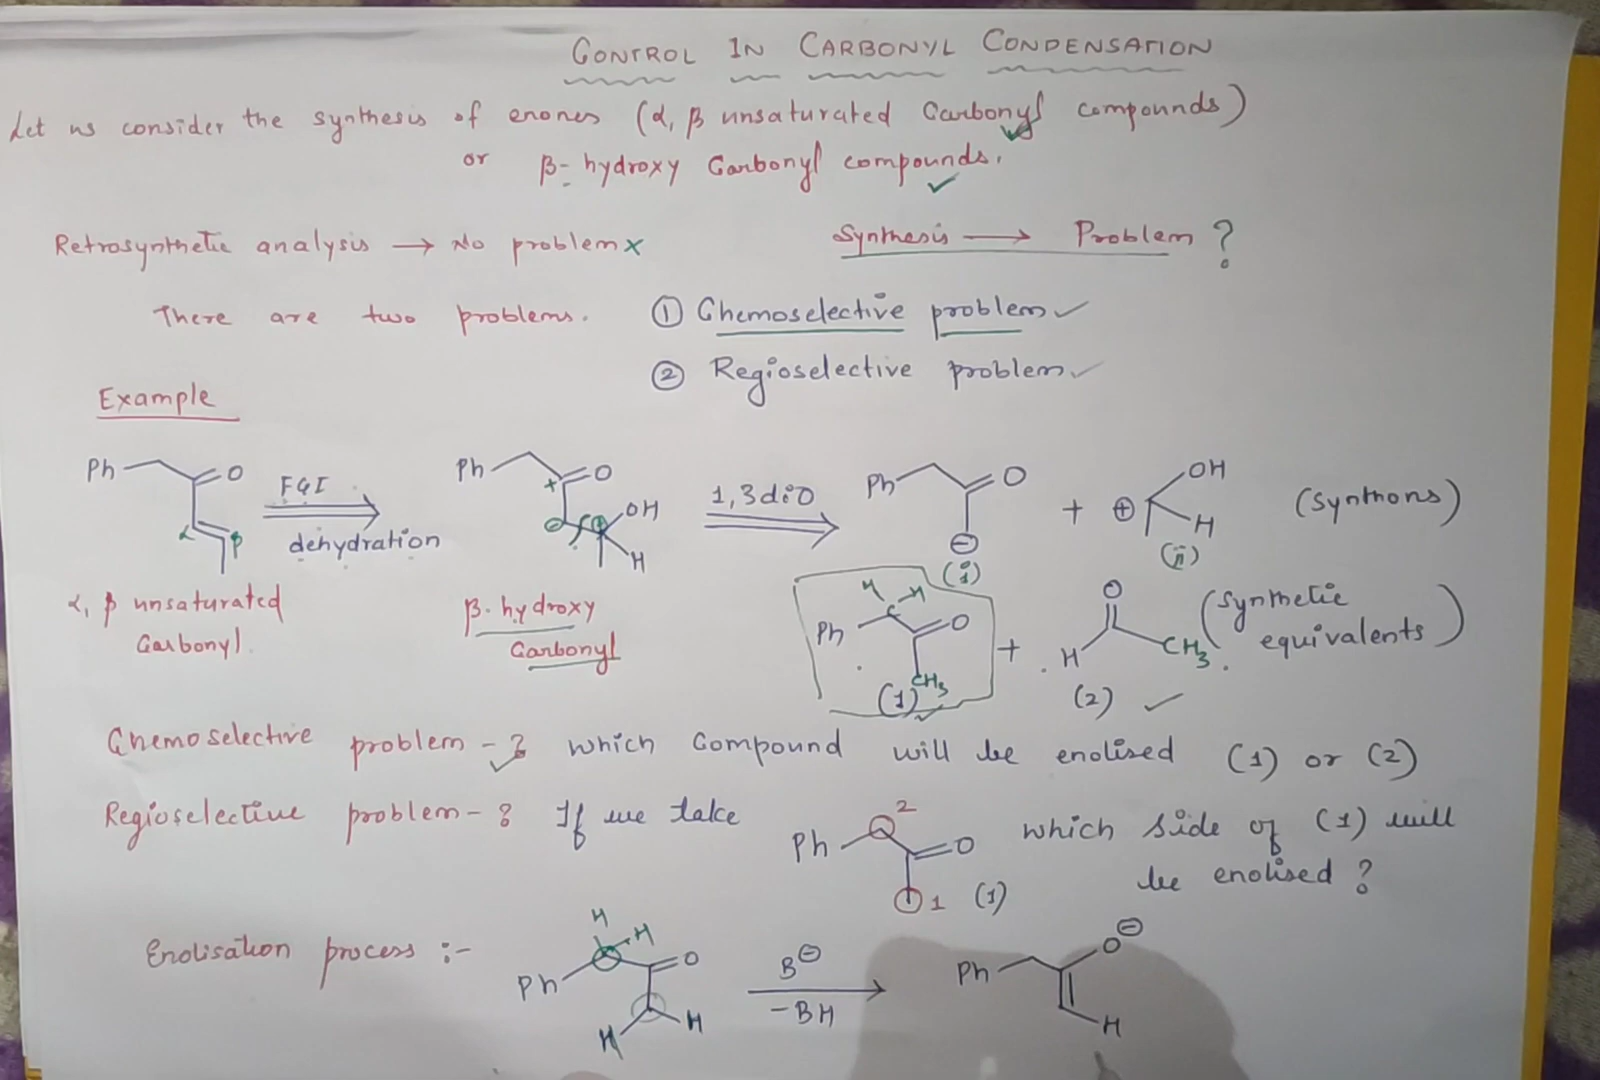 CONTROL IN CARBONYL CONDENSATION
Let us consider the synthesis of enones (α, β unsaturated Carbonyl compounds)
or β- hydroxy Carbonyl compounds.
Retrosynthetic analysis → No problem x
Synthesis → Problem ?
There are two problems. ① Chemoselective problem ✓
② Regioselective problem ✓
Example
Ph O α β
FGI
dehydration
Ph O + ⊖ ⊕ OH H
1,3 diO
Ph O ⊖ (i) + ⊕ OH H (ii) (Synthons)
α, β unsaturated
Carbonyl.
β- hydroxy
Carbonyl
Ph H C H O CH3 (1) + O H CH3 (2) ✓
(Synthetic
equivalents)
Chemoselective problem - ? which compound will be enolised (1) or (2)
Regioselective problem - ? If we take Ph 2 O 1 (1) which side of (1) will
be enolised ?
Enolisation process :- Ph H H O H H
B⊖
-BH
Ph O⊖ H